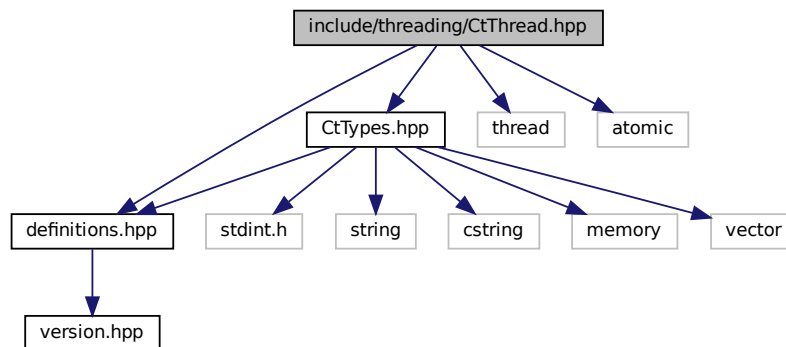 include/threading/CtThread.hpp
CtTypes.hpp
thread
atomic
definitions.hpp
stdint.h
string
cstring
memory
vector
version.hpp